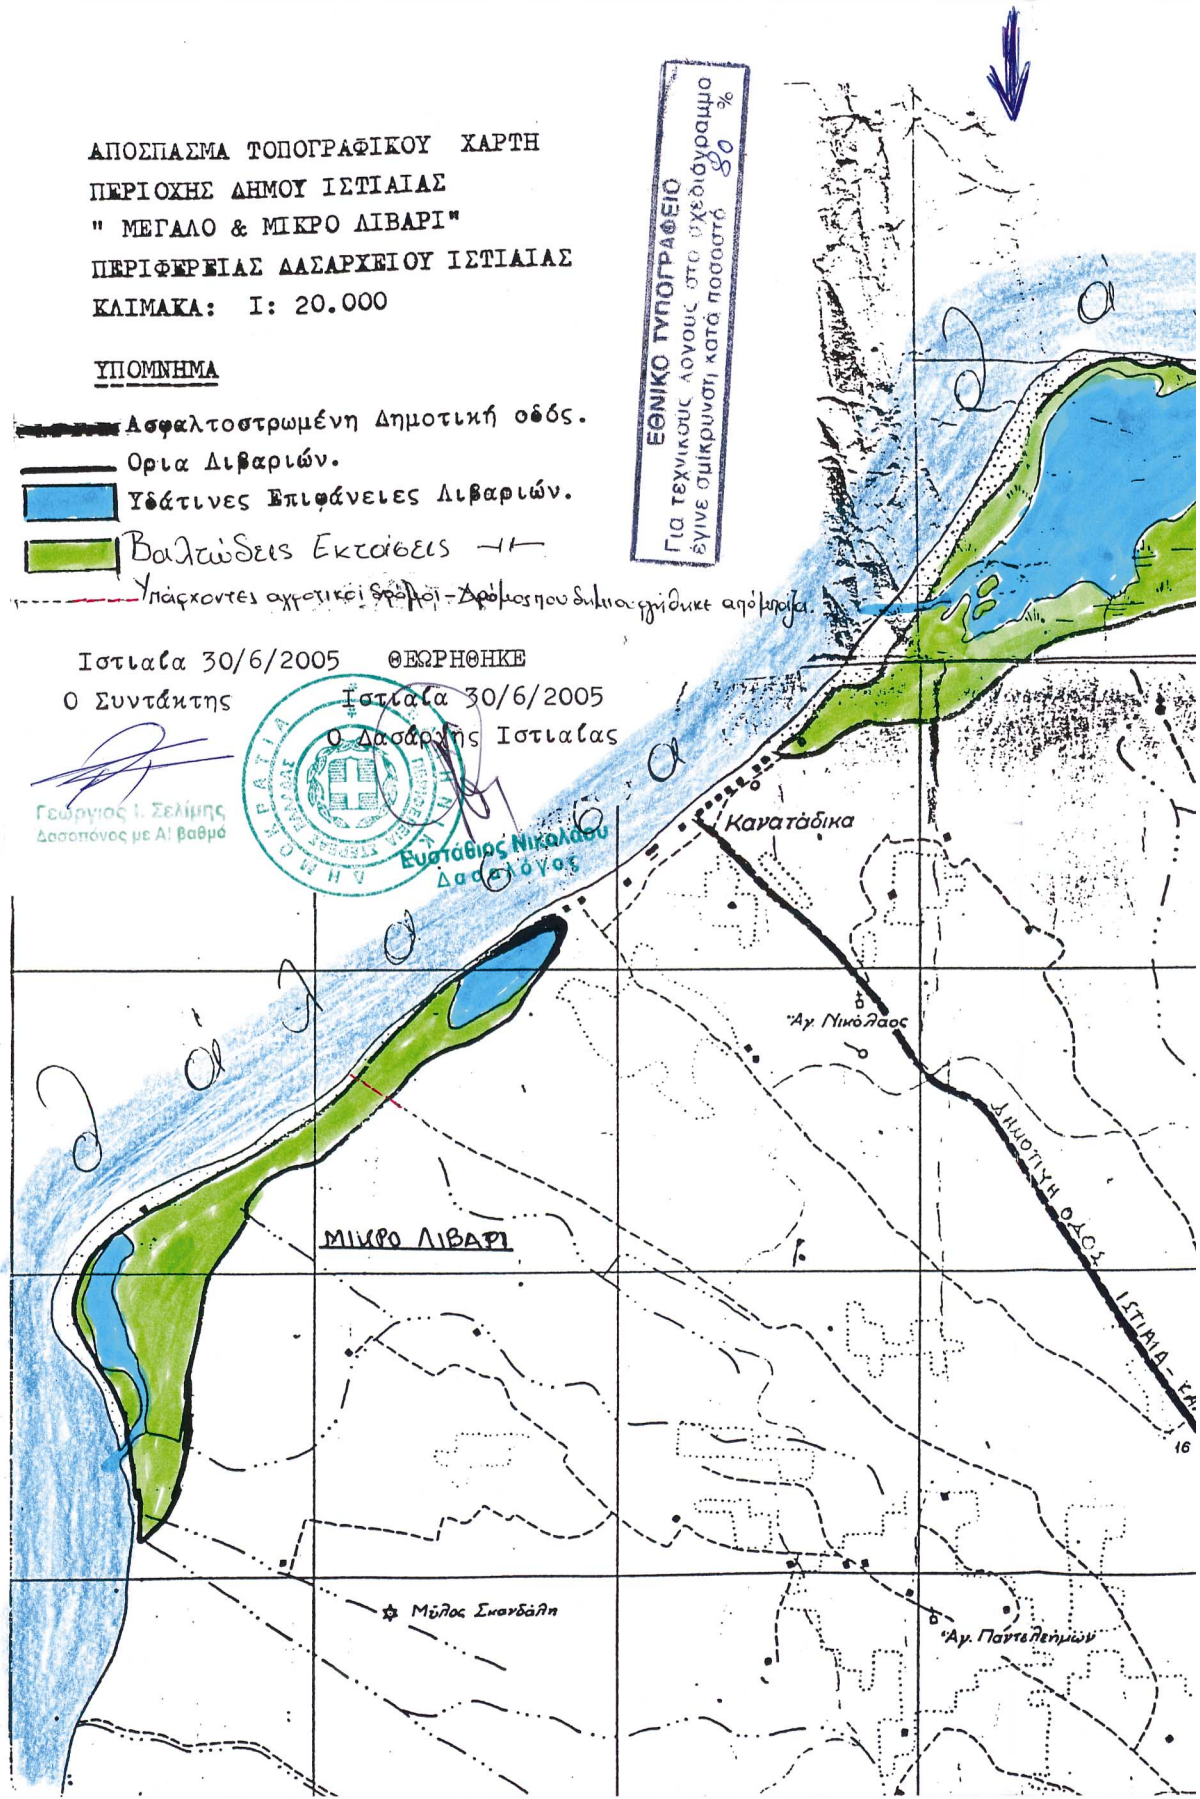 ΑΠΟΣΠΑΣΜΑ ΤΟΠΟΓΡΑΦΙΚΟΥ ΧΑΡΤΗ
ΠΕΡΙΟΧΗΣ ΔΗΜΟΥ ΙΣΤΙΑΙΑΣ
" ΜΕΓΑΛΟ & ΜΙΚΡΟ ΛΙΒΑΡΙ"
ΠΕΡΙΦΕΡΕΙΑΣ ΔΑΣΑΡΧΕΙΟΥ ΙΣΤΙΑΙΑΣ
ΚΛΙΜΑΚΑ: Ι: 20.000
ΥΠΟΜΝΗΜΑ
Ασφαλτοστρωμένη Δημοτική οδός.
Ορια Λιβαριών.
Υδάτινες Επιφάνειες Λιβαριών.
Βαλτώδεις Εκτάσεις
Υπάρχοντες αγροτικοί δρόμοι - Δρόμος που δημιουργήθηκε από μπάζα.
Ιστιαία 30/6/2005 ΘΕΩΡΗΘΗΚΕ
Ο Συντάκτης Ιστιαία 30/6/2005
Ο Δασάρχης Ιστιαίας
Γεώργιος Ι. Σελίμης
Δασοπόνος με Α! βαθμό
Ευστάθιος Νικολάου
Δασολόγος
ΕΘΝΙΚΟ ΤΥΠΟΓΡΑΦΕΙΟ
Για τεχνικούς λόγους στο σχεδιάγραμμα
έγινε σμίκρυνση κατά ποσοστό 80 %
Κανατάδικα
Ἅγ. Νικόλαος
ΔΗΜΟΤΙΚΗ ΟΔΟΣ ΙΣΤΙΑΙΑ-ΚΑ
ΜΙΚΡΟ ΛΙΒΑΡΙ
16
Μύλος Σκανδάλη
Ἅγ. Παντελεήμων